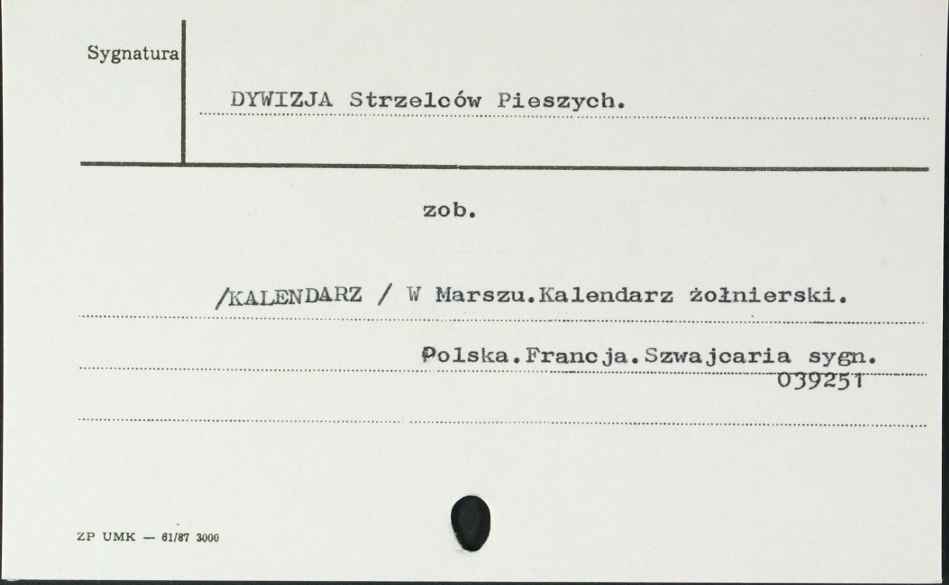 Sygnatura
DYWIZJA Strzelców Pieszych.
zob.
/KALENDARZ / W Marszu.Kalendarz żołnierski.
Polska.Francja.Szwajcaria sygn.
039251
ZP UMK — 61/87 3000